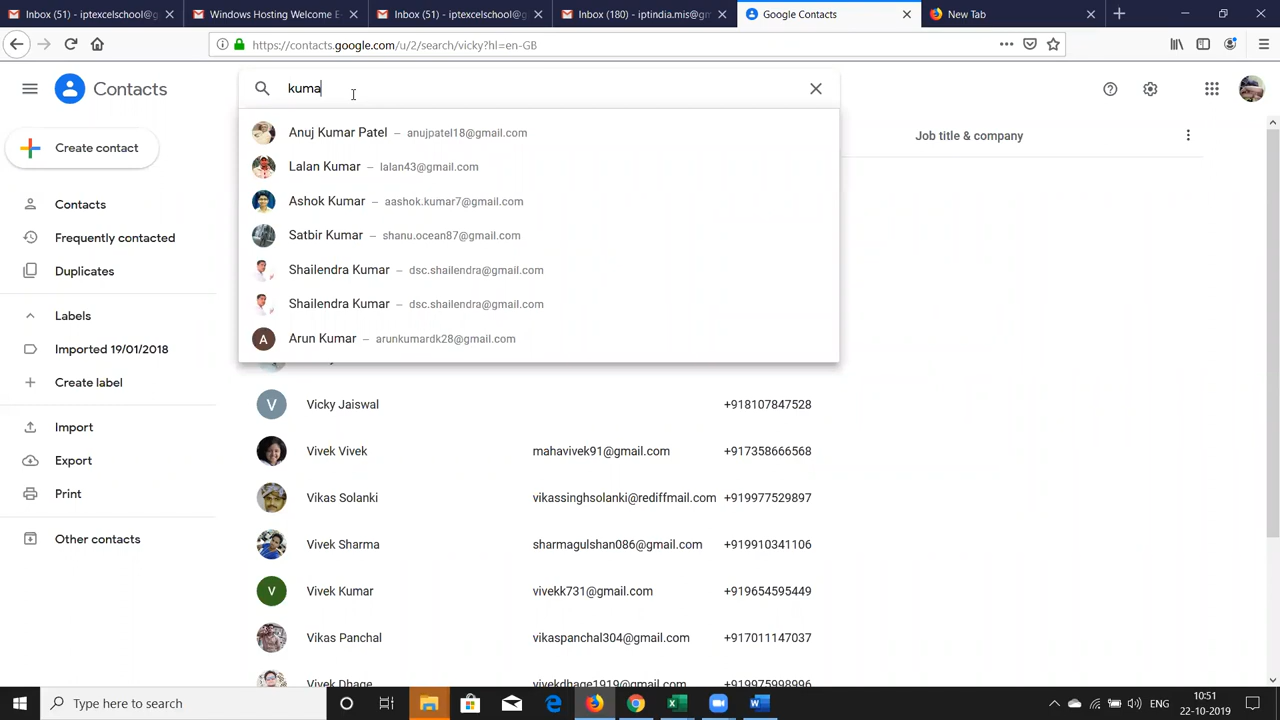 Inbox (51) - iptexcelschool@g
Windows Hosting Welcome E
Inbox (51) - iptexcelschool@g
Inbox (180) - iptindia.mis@g
Google Contacts
New Tab
https://contacts.google.com/u/2/search/vicky?hl=en-GB
Contacts
kuma
Create contact
Anuj Kumar Patel – anujpatel18@gmail.com
Job title & company
Lalan Kumar – lalan43@gmail.com
Contacts
Ashok Kumar – aashok.kumar7@gmail.com
Frequently contacted
Satbir Kumar – shanu.ocean87@gmail.com
Duplicates
Shailendra Kumar – dsc.shailendra@gmail.com
Shailendra Kumar – dsc.shailendra@gmail.com
Labels
A Arun Kumar – arunkumardk28@gmail.com
Imported 19/01/2018
Create label
V Vicky Jaiswal +918107847528
Import
Vivek Vivek mahavivek91@gmail.com +917358666568
Export
Vikas Solanki vikassinghsolanki@rediffmail.com +919977529897
Print
Other contacts
Vivek Sharma sharmagulshan086@gmail.com +919910341106
V Vivek Kumar vivekk731@gmail.com +919654595449
Vikas Panchal vikaspanchal304@gmail.com +917011147037
Vivek Dhage vivekdhage1919@gmail.com +919975998996
Type here to search
ENG
10:51
22-10-2019